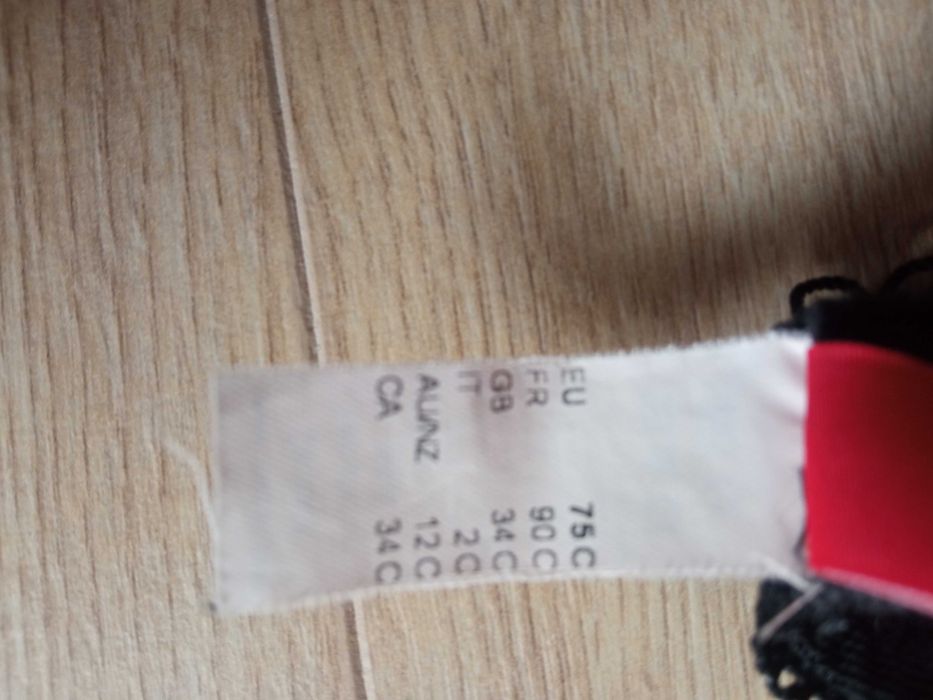 EU 75C
FR 90C
GB 34C
IT 2C
AU/NZ 12C
CA 34C